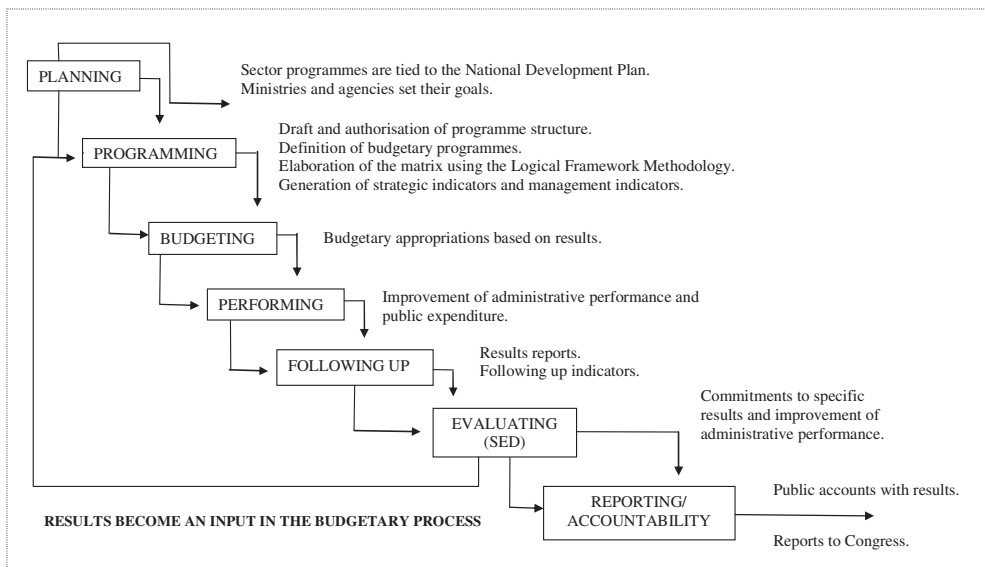 PLANNING
Sector programmes are tied to the National Development Plan.
Ministries and agencies set their goals.
PROGRAMMING
Draft and authorisation of programme structure.
Definition of budgetary programmes.
Elaboration of the matrix using the Logical Framework Methodology.
Generation of strategic indicators and management indicators.
BUDGETING
Budgetary appropriations based on results.
PERFORMING
Improvement of administrative performance and
public expenditure.
FOLLOWING UP
Results reports.
Following up indicators.
EVALUATING
(SED)
Commitments to specific
results and improvement of
administrative performance.
REPORTING/
ACCOUNTABILITY
Public accounts with results.
Reports to Congress.
RESULTS BECOME AN INPUT IN THE BUDGETARY PROCESS